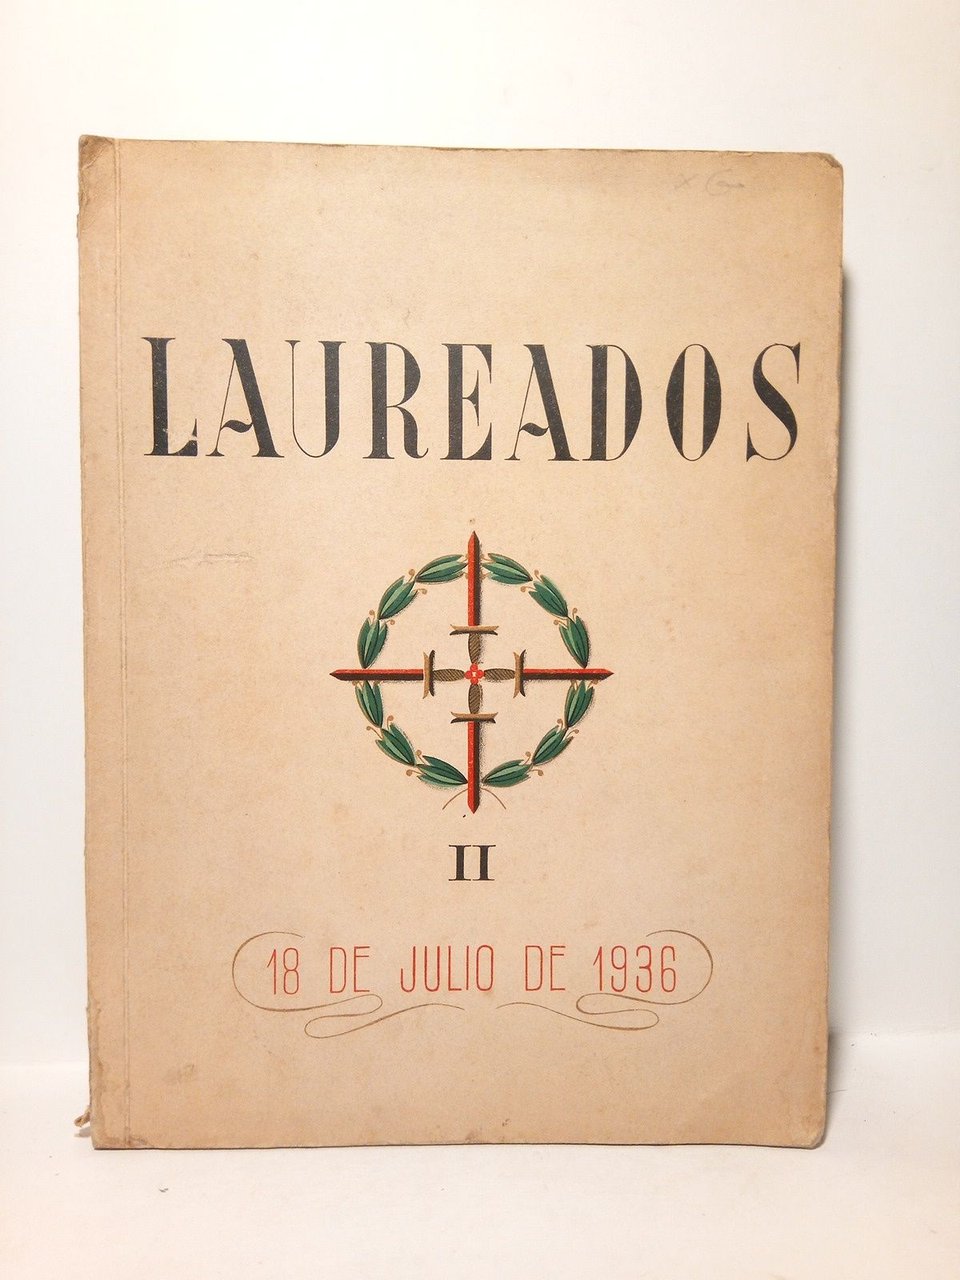 LAUREADOS
II
18 DE JULIO DE 1936